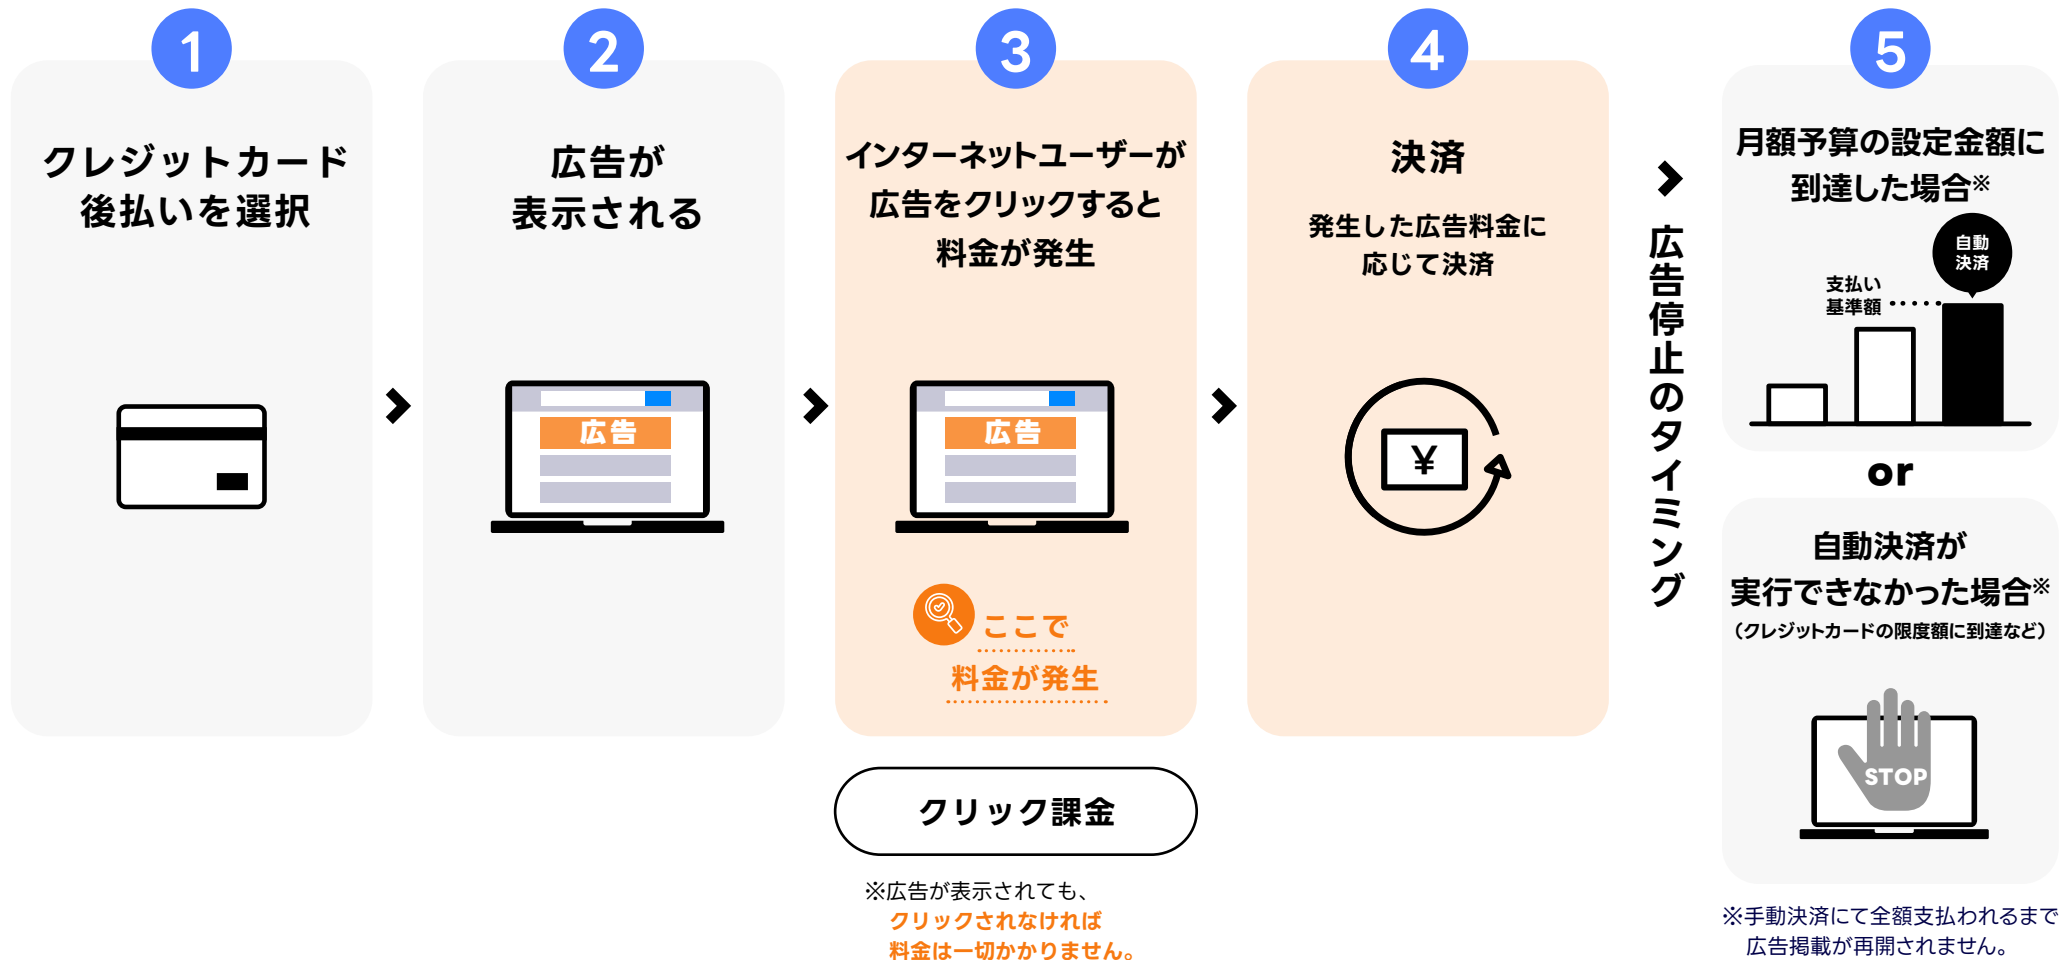 1
クレジットカード
後払いを選択
2
広告が
表示される
広告
3
インターネットユーザーが
広告をクリックすると
料金が発生
広告
ここで
料金が発生
クリック課金
※広告が表示されても、
クリックされなければ
料金は一切かかりません。
4
決済
発生した広告料金に
応じて決済
¥
広告停止のタイミング
5
月額予算の設定金額に
到達した場合※
自動
決済
支払い
基準額
or
自動決済が
実行できなかった場合※
（クレジットカードの限度額に到達など）
STOP
※手動決済にて全額支払われるまで
広告掲載が再開されません。